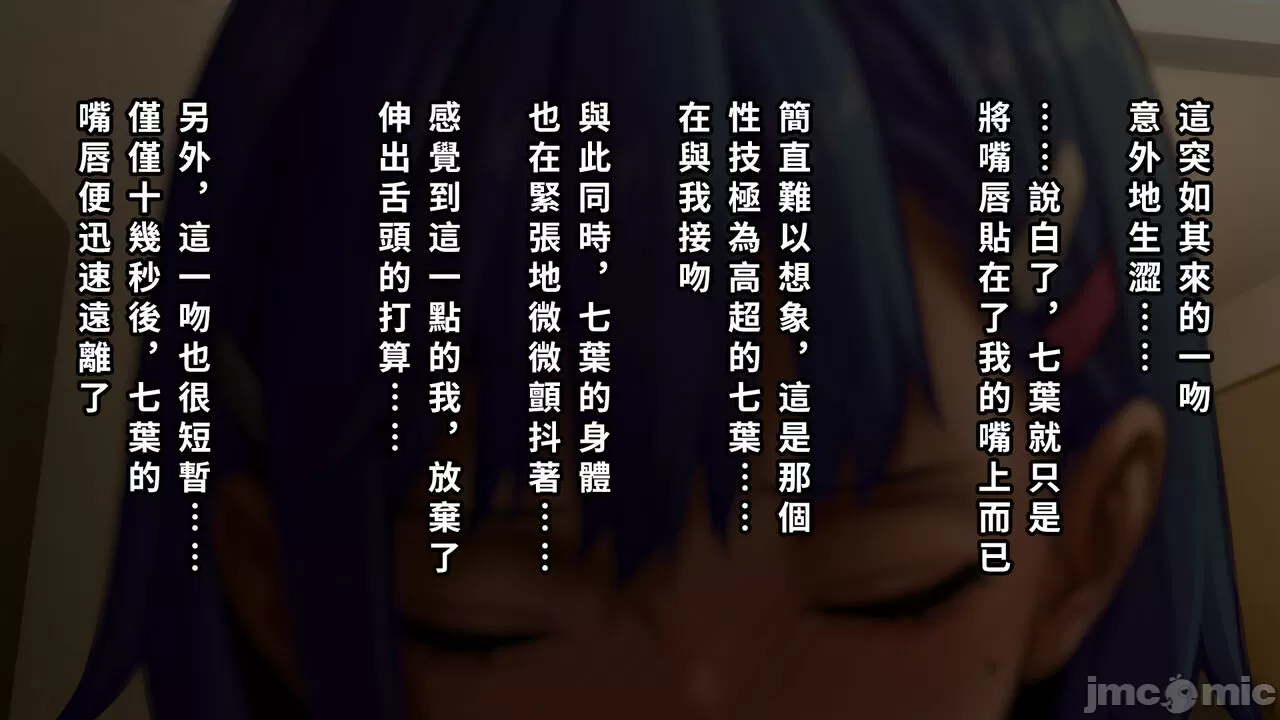 這突如其來的一吻
意外地生澀……
……說白了，七葉就只是
將嘴唇貼在了我的嘴上而已
簡直難以想象，這是那個
性技極為高超的七葉……
在與我接吻
與此同時，七葉的身體
也在緊張地微微顫抖著……
感覺到這一點的我，放棄了
伸出舌頭的打算……
另外，這一吻也很短暫……
僅僅十幾秒後，七葉的
嘴唇便迅速遠離了
jmcomic